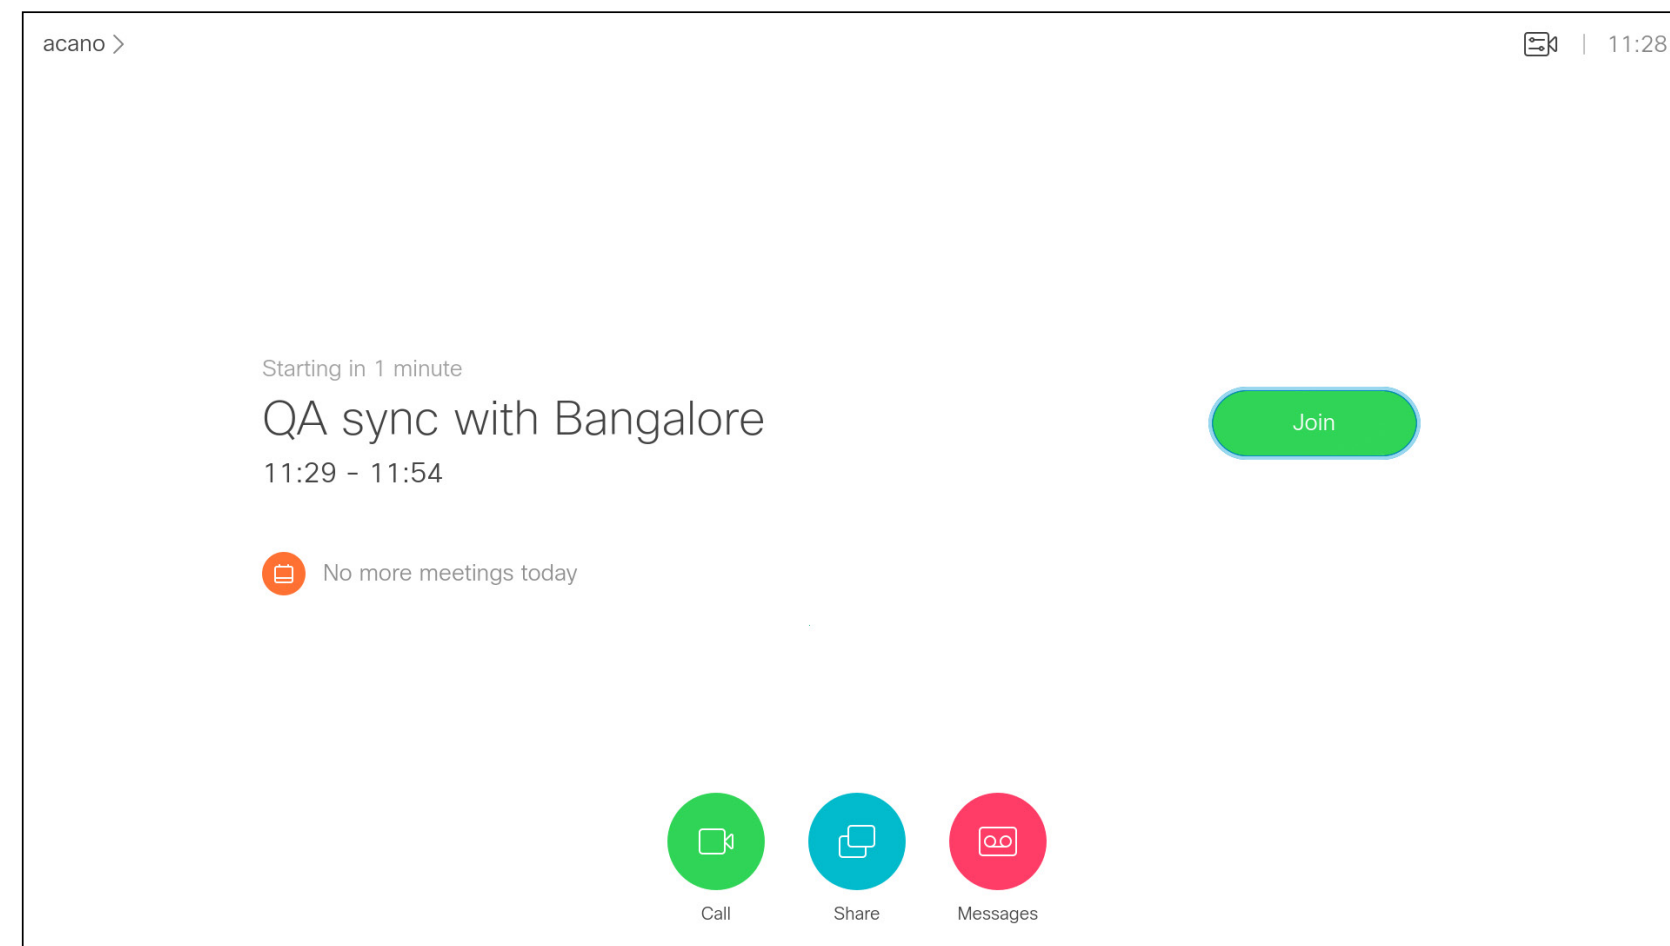 acano
11:28
Starting in 1 minute
QA sync with Bangalore
11:29 - 11:54
Join
No more meetings today
Call
Share
Messages